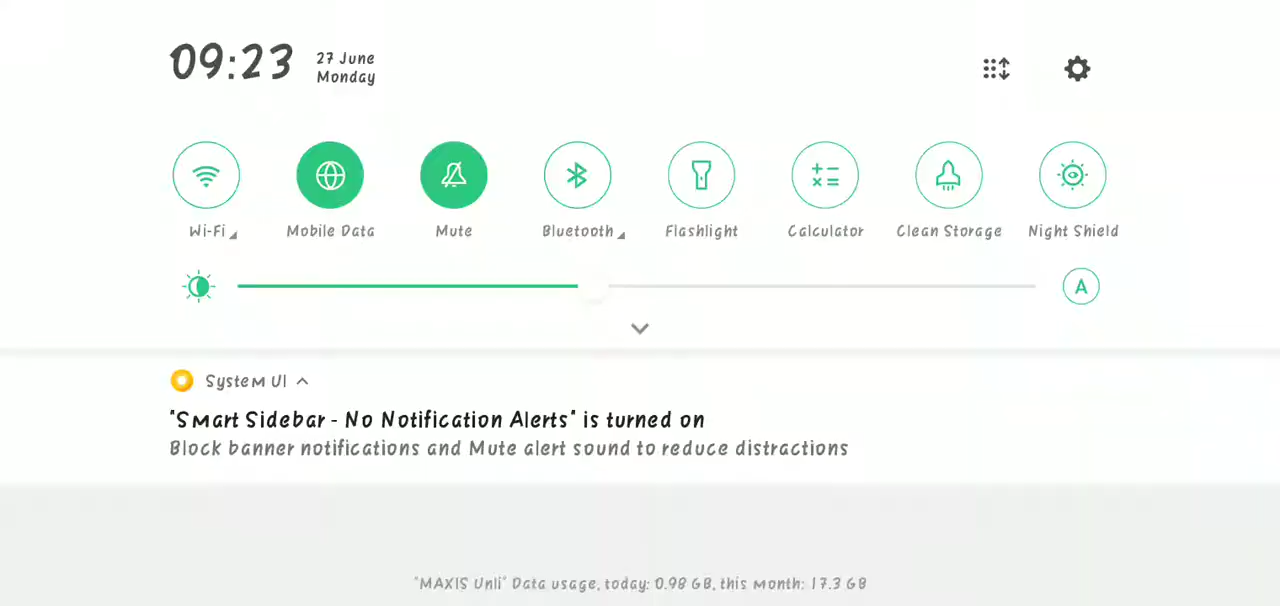 09:23
27 June
Monday
Wi-Fi
Mobile Data
Mute
Bluetooth
Flashlight
Calculator
Clean Storage
Night Shield
A
System UI
"Smart Sidebar - No Notification Alerts" is turned on
Block banner notifications and Mute alert sound to reduce distractions
"MAXIS Unli" Data usage, today: 0.98 GB, this month: 17.3 GB